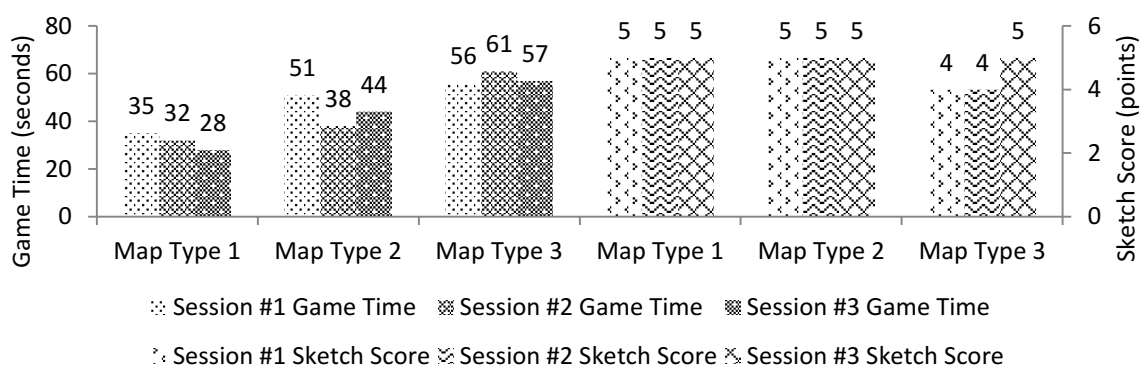 Game Time (seconds)
80
60
40
20
0
35 32 28
51 38 44
56 61 57
5 5 5
5 5 5
4 4 5
6
4
2
0
Sketch Score (points)
Map Type 1 Map Type 2 Map Type 3 Map Type 1 Map Type 2 Map Type 3
Session #1 Game Time Session #2 Game Time Session #3 Game Time
Session #1 Sketch Score Session #2 Sketch Score Session #3 Sketch Score